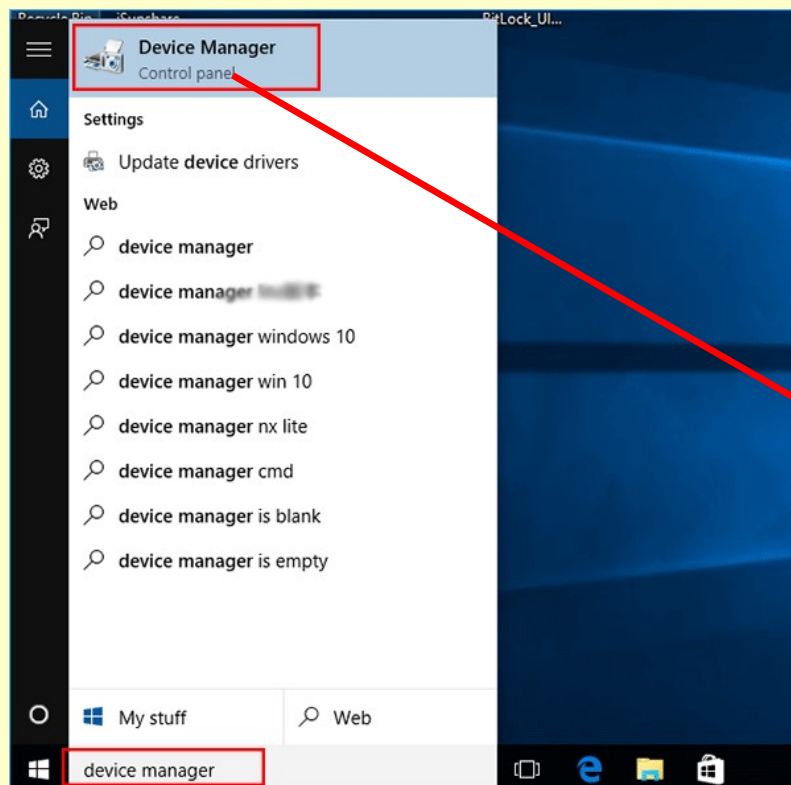 Recycle Bin iSunshare BitLock_UI...
Device Manager
Control panel
Settings
Update device drivers
Web
device manager
device manager
device manager windows 10
device manager win 10
device manager nx lite
device manager cmd
device manager is blank
device manager is empty
My stuff Web
device manager